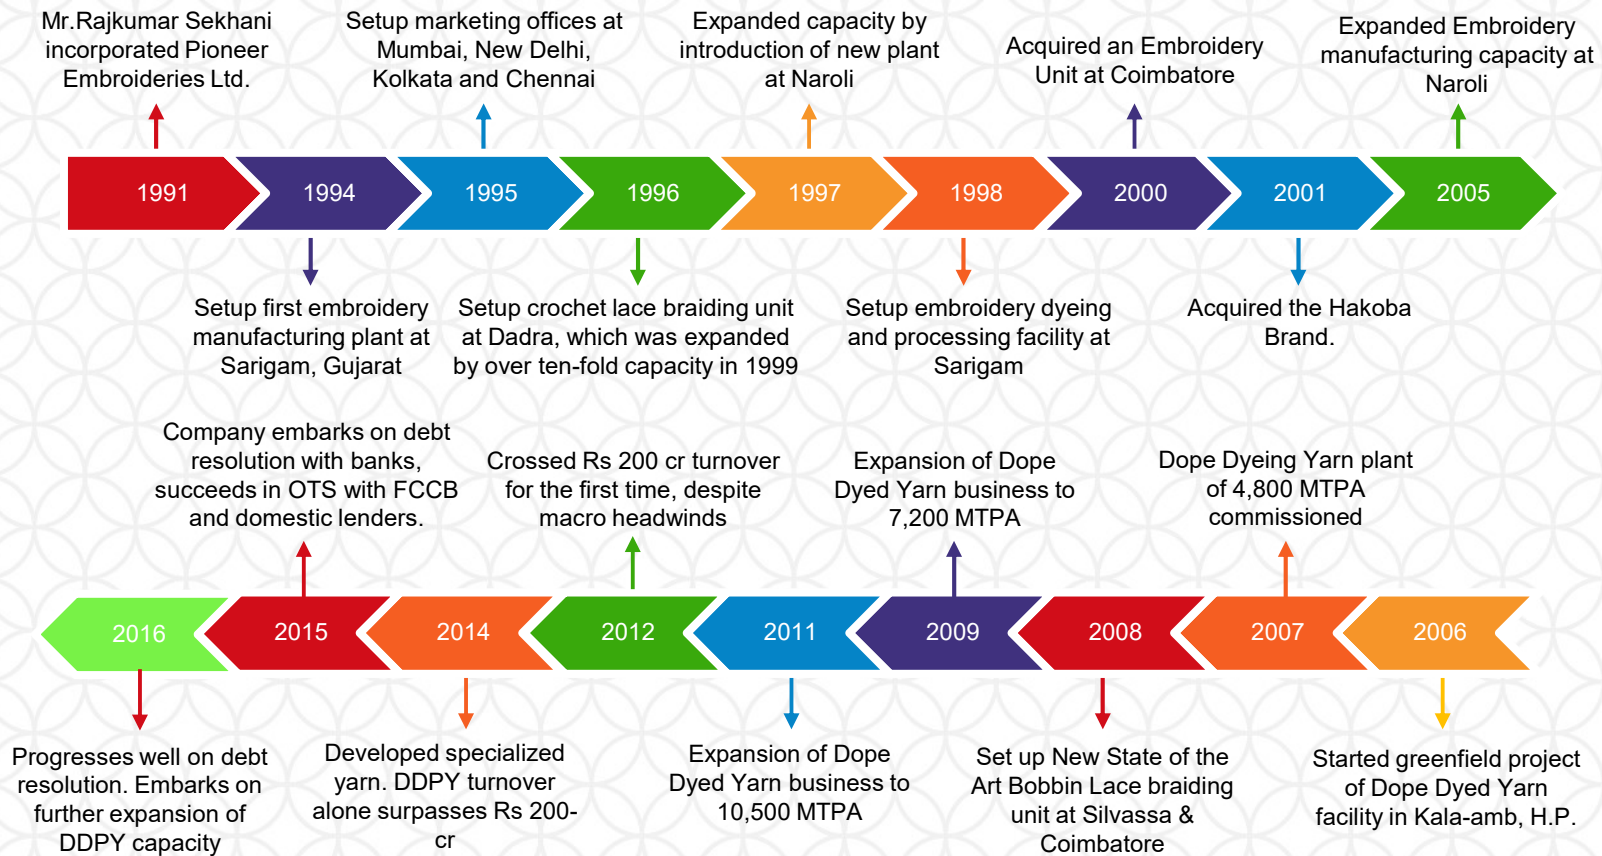 Mr.Rajkumar Sekhani
incorporated Pioneer
Embroideries Ltd.
Setup marketing offices at
Mumbai, New Delhi,
Kolkata and Chennai
Expanded capacity by
introduction of new plant
at Naroli
Acquired an Embroidery
Unit at Coimbatore
Expanded Embroidery
manufacturing capacity at
Naroli
1991
1994
1995
1996
1997
1998
2000
2001
2005
Setup first embroidery
manufacturing plant at
Sarigam, Gujarat
Setup crochet lace braiding unit
at Dadra, which was expanded
by over ten-fold capacity in 1999
Setup embroidery dyeing
and processing facility at
Sarigam
Acquired the Hakoba
Brand.
Company embarks on debt
resolution with banks,
succeeds in OTS with FCCB
and domestic lenders.
Crossed Rs 200 cr turnover
for the first time, despite
macro headwinds
Expansion of Dope
Dyed Yarn business to
7,200 MTPA
Dope Dyeing Yarn plant
of 4,800 MTPA
commissioned
2016
2015
2014
2012
2011
2009
2008
2007
2006
Progresses well on debt
resolution. Embarks on
further expansion of
DDPY capacity
Developed specialized
yarn. DDPY turnover
alone surpasses Rs 200-
cr
Expansion of Dope
Dyed Yarn business to
10,500 MTPA
Set up New State of the
Art Bobbin Lace braiding
unit at Silvassa &
Coimbatore
Started greenfield project
of Dope Dyed Yarn
facility in Kala-amb, H.P.